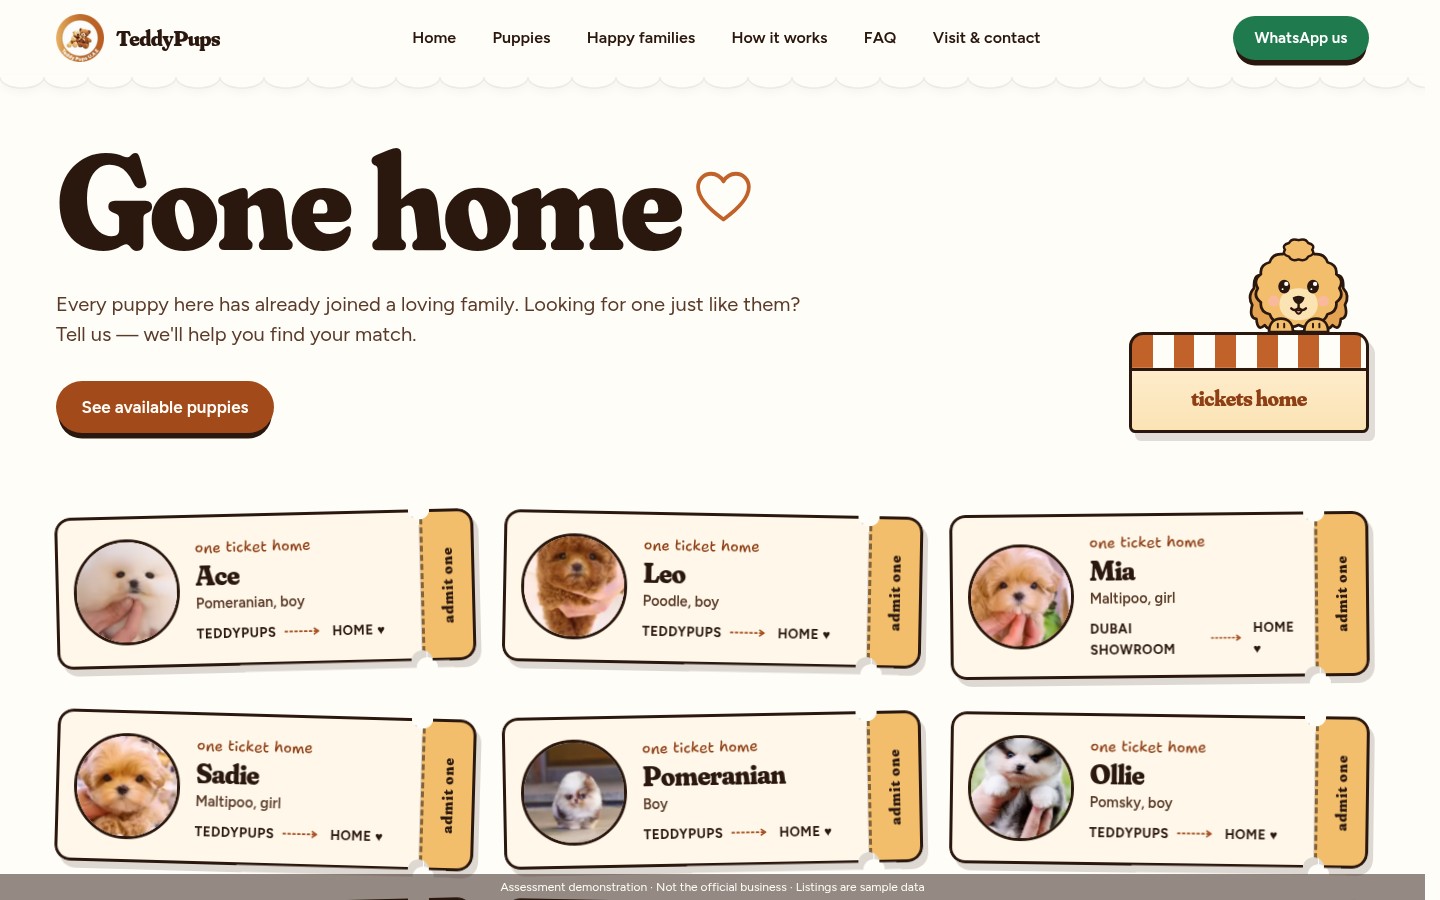 TeddyPups
Home
Puppies
Happy families
How it works
FAQ
Visit & contact
WhatsApp us
Gone home
Every puppy here has already joined a loving family. Looking for one just like them?
Tell us — we'll help you find your match.
See available puppies
tickets home
one ticket home
Ace
Pomeranian, boy
TEDDYPUPS HOME ♥
admit one
one ticket home
Leo
Poodle, boy
TEDDYPUPS HOME ♥
admit one
one ticket home
Mia
Maltipoo, girl
DUBAI
SHOWROOM
HOME
♥
admit one
one ticket home
Sadie
Maltipoo, girl
TEDDYPUPS HOME ♥
admit one
one ticket home
Pomeranian
Boy
TEDDYPUPS HOME ♥
admit one
one ticket home
Ollie
Pomsky, boy
TEDDYPUPS HOME ♥
admit one
Assessment demonstration · Not the official business · Listings are sample data